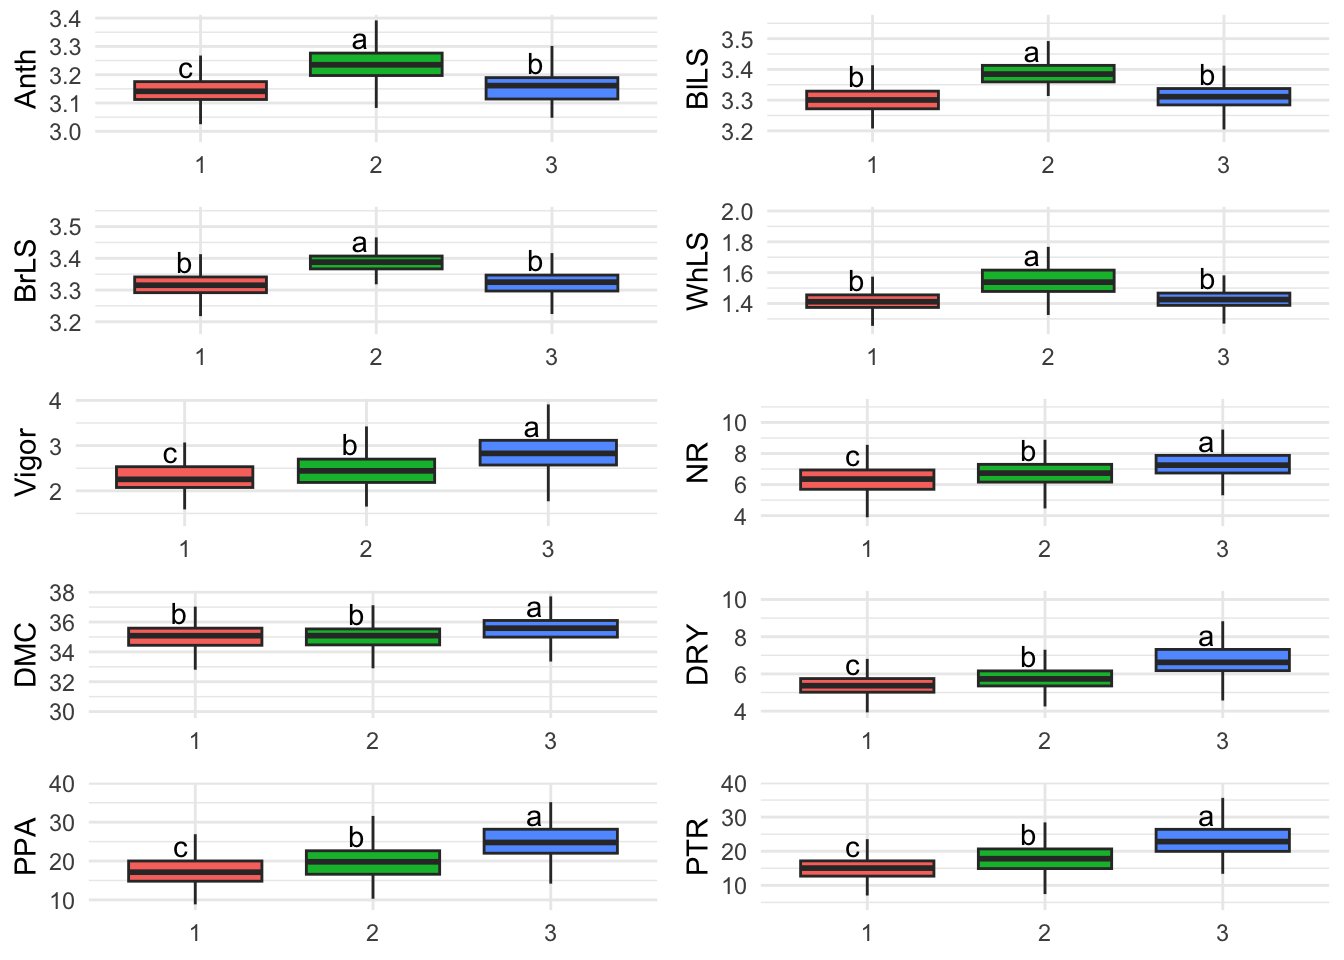 Anth
3.4
3.3
3.2
3.1
3.0
c
a
b
1 2 3
BlLS
3.5
3.4
3.3
3.2
b
a
b
1 2 3
BrLS
3.5
3.4
3.3
3.2
b
a
b
1 2 3
WhLS
2.0
1.8
1.6
1.4
b
a
b
1 2 3
Vigor
4
3
2
c
b
a
1 2 3
NR
10
8
6
4
c
b
a
1 2 3
DMC
38
36
34
32
30
b
b
a
1 2 3
DRY
10
8
6
4
c
b
a
1 2 3
PPA
40
30
20
10
c
b
a
1 2 3
PTR
40
30
20
10
c
b
a
1 2 3